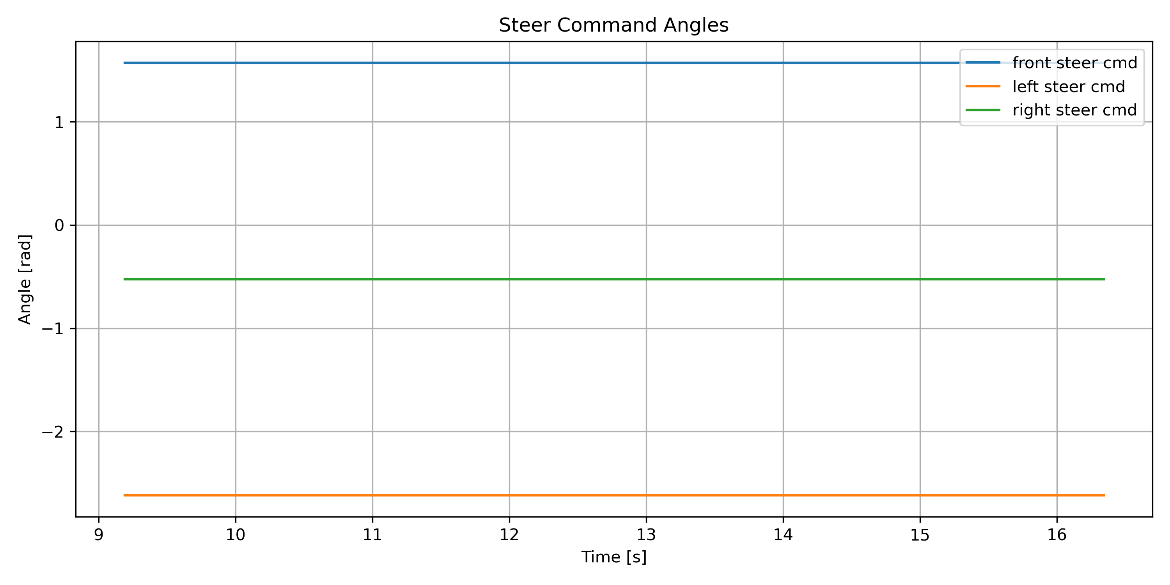 Steer Command Angles
front steer cmd
left steer cmd
right steer cmd
Angle [rad]
1
0
−1
−2
9 10 11 12 13 14 15 16
Time [s]